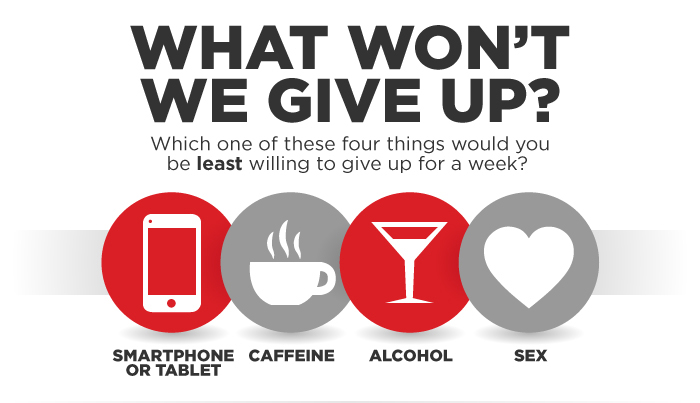 WHAT WON'T
WE GIVE UP?
Which one of these four things would you
be least willing to give up for a week?
SMARTPHONE
OR TABLET
CAFFEINE
ALCOHOL
SEX